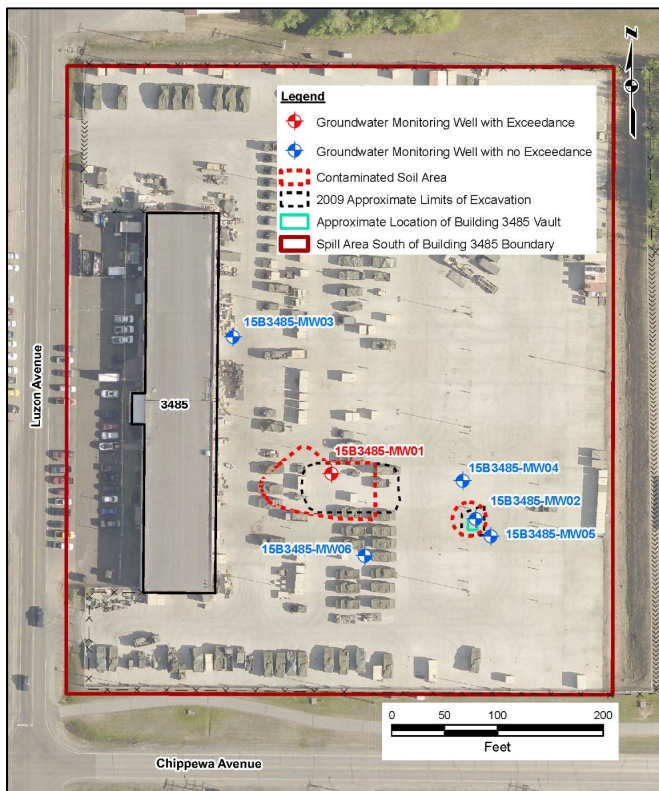 N
Legend
Groundwater Monitoring Well with Exceedance
Groundwater Monitoring Well with no Exceedance
Contaminated Soil Area
2009 Approximate Limits of Excavation
Approximate Location of Building 3485 Vault
Spill Area South of Building 3485 Boundary
15B3485-MW03
Luzon Avenue
3485
15B3485-MW01
15B3485-MW04
15B3485-MW02
15B3485-MW05
15B3485-MW06
0 50 100 200
Feet
Chippewa Avenue